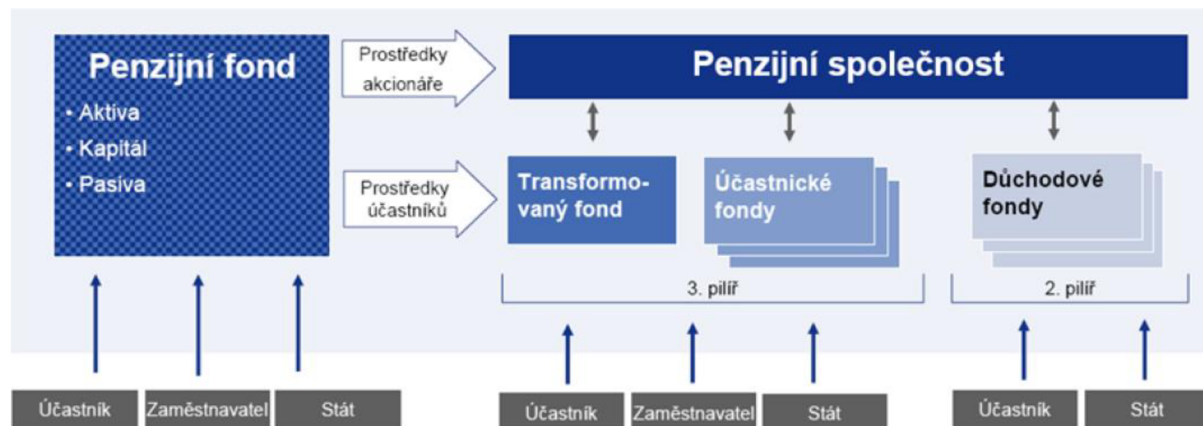 Penzijní fond
• Aktiva
• Kapitál
• Pasiva
Prostředky
akcionáře
Prostředky
účastníků
Penzijní společnost
Transformo-
vaný fond
Účastnické
fondy
Důchodové
fondy
3. pilíř
2. pilíř
Účastník
Zaměstnavatel
Stát
Účastník
Zaměstnavatel
Stát
Účastník
Stát